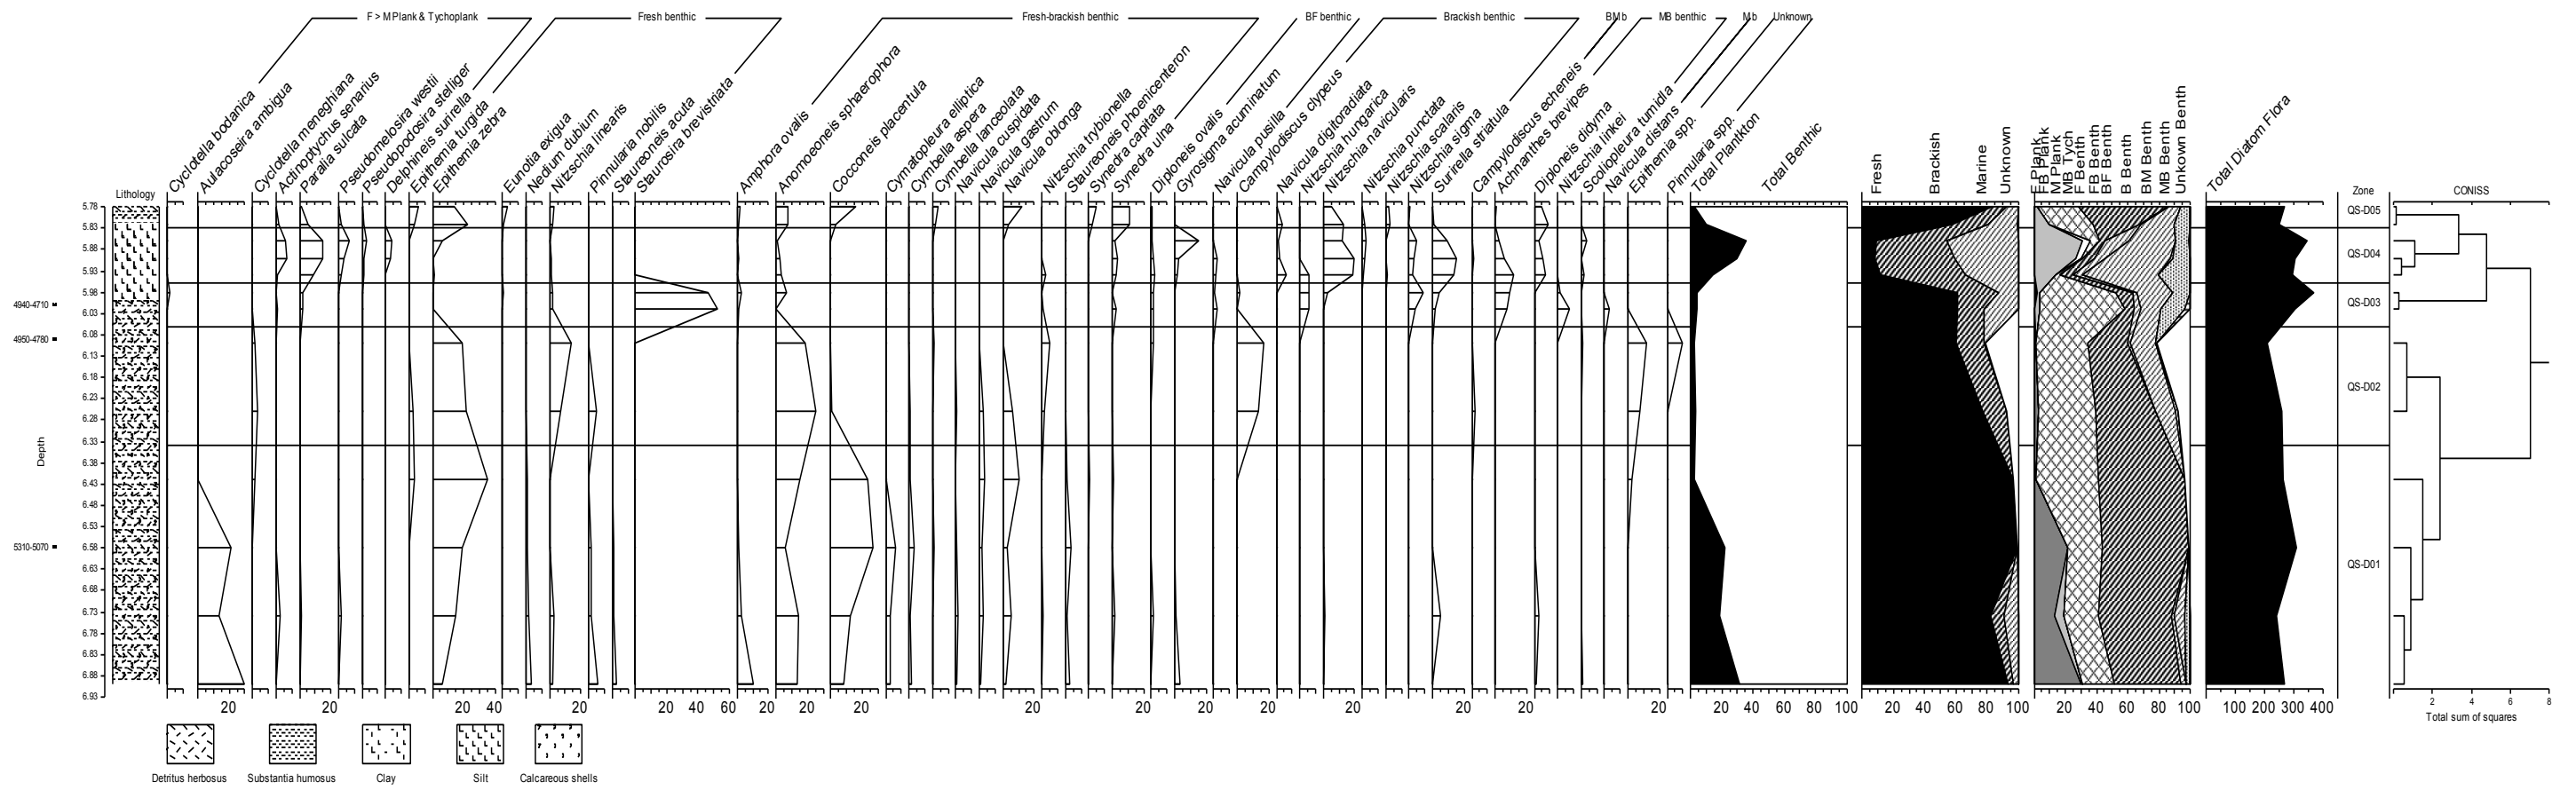 F > M Plank & Tychoplank
Fresh benthic
Fresh-brackish benthic
BF benthic
Brackish benthic
BMb
MB benthic
Mb
Unknown
Lithology
Cyclotella bodanica
Aulacoseira ambigua
Cyclotella meneghiana
Actinoptychus senarius
Paralia sulcata
Pseudomelosira westii
Pseudopodosira stelliger
Delphineis surirella
Epithemia turgida
Epithemia zebra
Eunotia exigua
Nedium dubium
Nitzschia linearis
Pinnularia nobilis
Stauroneis acuta
Staurosira brevistriata
Amphora ovalis
Anomoeoneis sphaerophora
Cocconeis placentula
Cymatopleura elliptica
Cymbella aspera
Cymbella lanceolata
Navicula cuspidata
Navicula gastrum
Navicula oblonga
Nitzschia trybionella
Staureoneis phoenicenteron
Synedra capitata
Synedra ulna
Diploneis ovalis
Gyrosigma acuminatum
Navicula pusilla
Campylodiscus clypeus
Navicula digitoradiata
Nitzschia hungarica
Nitzschia navicularis
Nitzschia punctata
Nitzschia scalaris
Nitzschia sigma
Surirella striatula
Campylodiscus echeneis
Achnanthes brevipes
Diploneis didyma
Nitzschia linkei
Scoliopleura tumidla
Navicula distans
Epithemia spp.
Pinnularia spp.
Total Plantkton
Total Benthic
Fresh
Brackish
Marine
Unknown
F Plank
FB Plank
M Plank
MB Tych
F Benth
FB Benth
BF Benth
B Benth
BM Benth
MB Benth
Unkown Benth
Total Diatom Flora
Zone
CONISS
Depth
5.78
5.83
5.88
5.93
5.98
6.03
6.08
6.13
6.18
6.23
6.28
6.33
6.38
6.43
6.48
6.53
6.58
6.63
6.68
6.73
6.78
6.83
6.88
6.93
4940-4710
4950-4780
5310-5070
QS-D05
QS-D04
QS-D03
QS-D02
QS-D01
20 20 20 40 20 20 40 60 20 20 20 20 20 20 20 20 20 20 20 20 40 60 80 100 20 40 60 80 100 20 40 60 80 100 100 200 300 400
2 4 6 8
Total sum of squares
Detritus herbosus
Substantia humosus
Clay
Silt
Calcareous shells